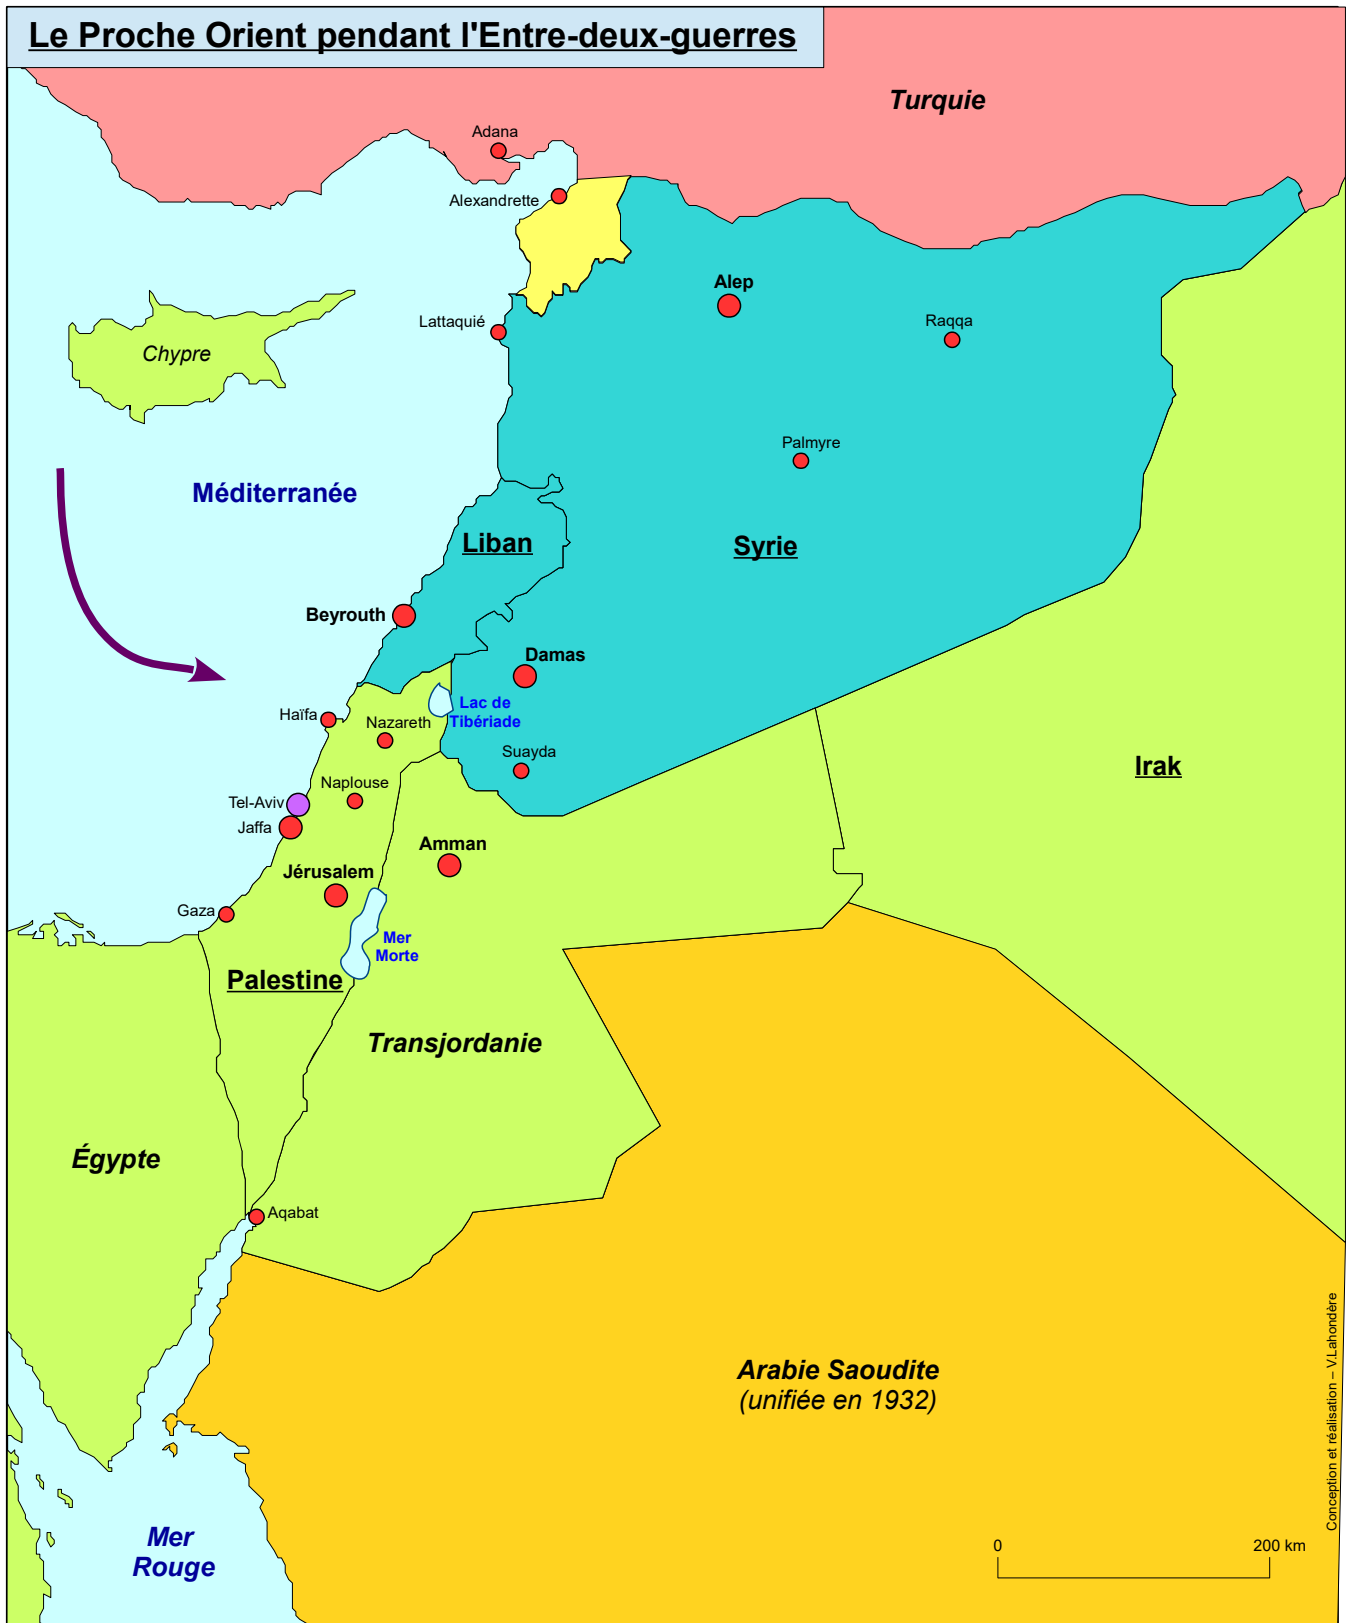 Le Proche Orient pendant l'Entre-deux-guerres
Turquie
Adana
Alexandrette
Alep
Lattaquié
Raqqa
Chypre
Palmyre
Méditerranée
Liban
Syrie
Beyrouth
Damas
Lac de
Tibériade
Haïfa
Nazareth
Suayda
Irak
Naplouse
Tel-Aviv
Jaffa
Amman
Jérusalem
Gaza
Mer
Morte
Palestine
Transjordanie
Égypte
Aqabat
Arabie Saoudite
(unifiée en 1932)
Mer
Rouge
0
200 km
Conception et réalisation – V.Lahondère